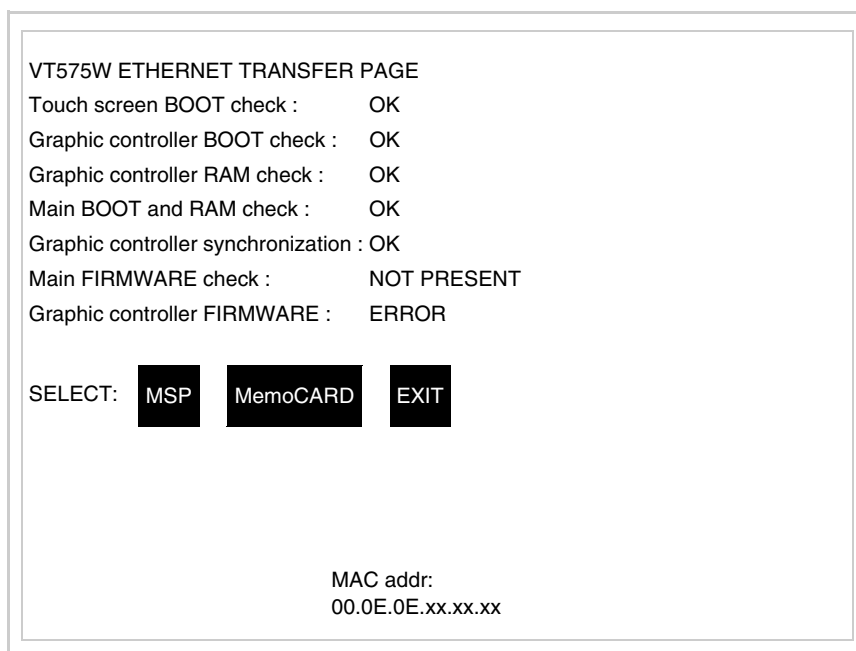 VT575W ETHERNET TRANSFER PAGE
Touch screen BOOT check : OK
Graphic controller BOOT check : OK
Graphic controller RAM check : OK
Main BOOT and RAM check : OK
Graphic controller synchronization : OK
Main FIRMWARE check : NOT PRESENT
Graphic controller FIRMWARE : ERROR
SELECT: MSP MemoCARD EXIT
MAC addr:
00.0E.0E.xx.xx.xx